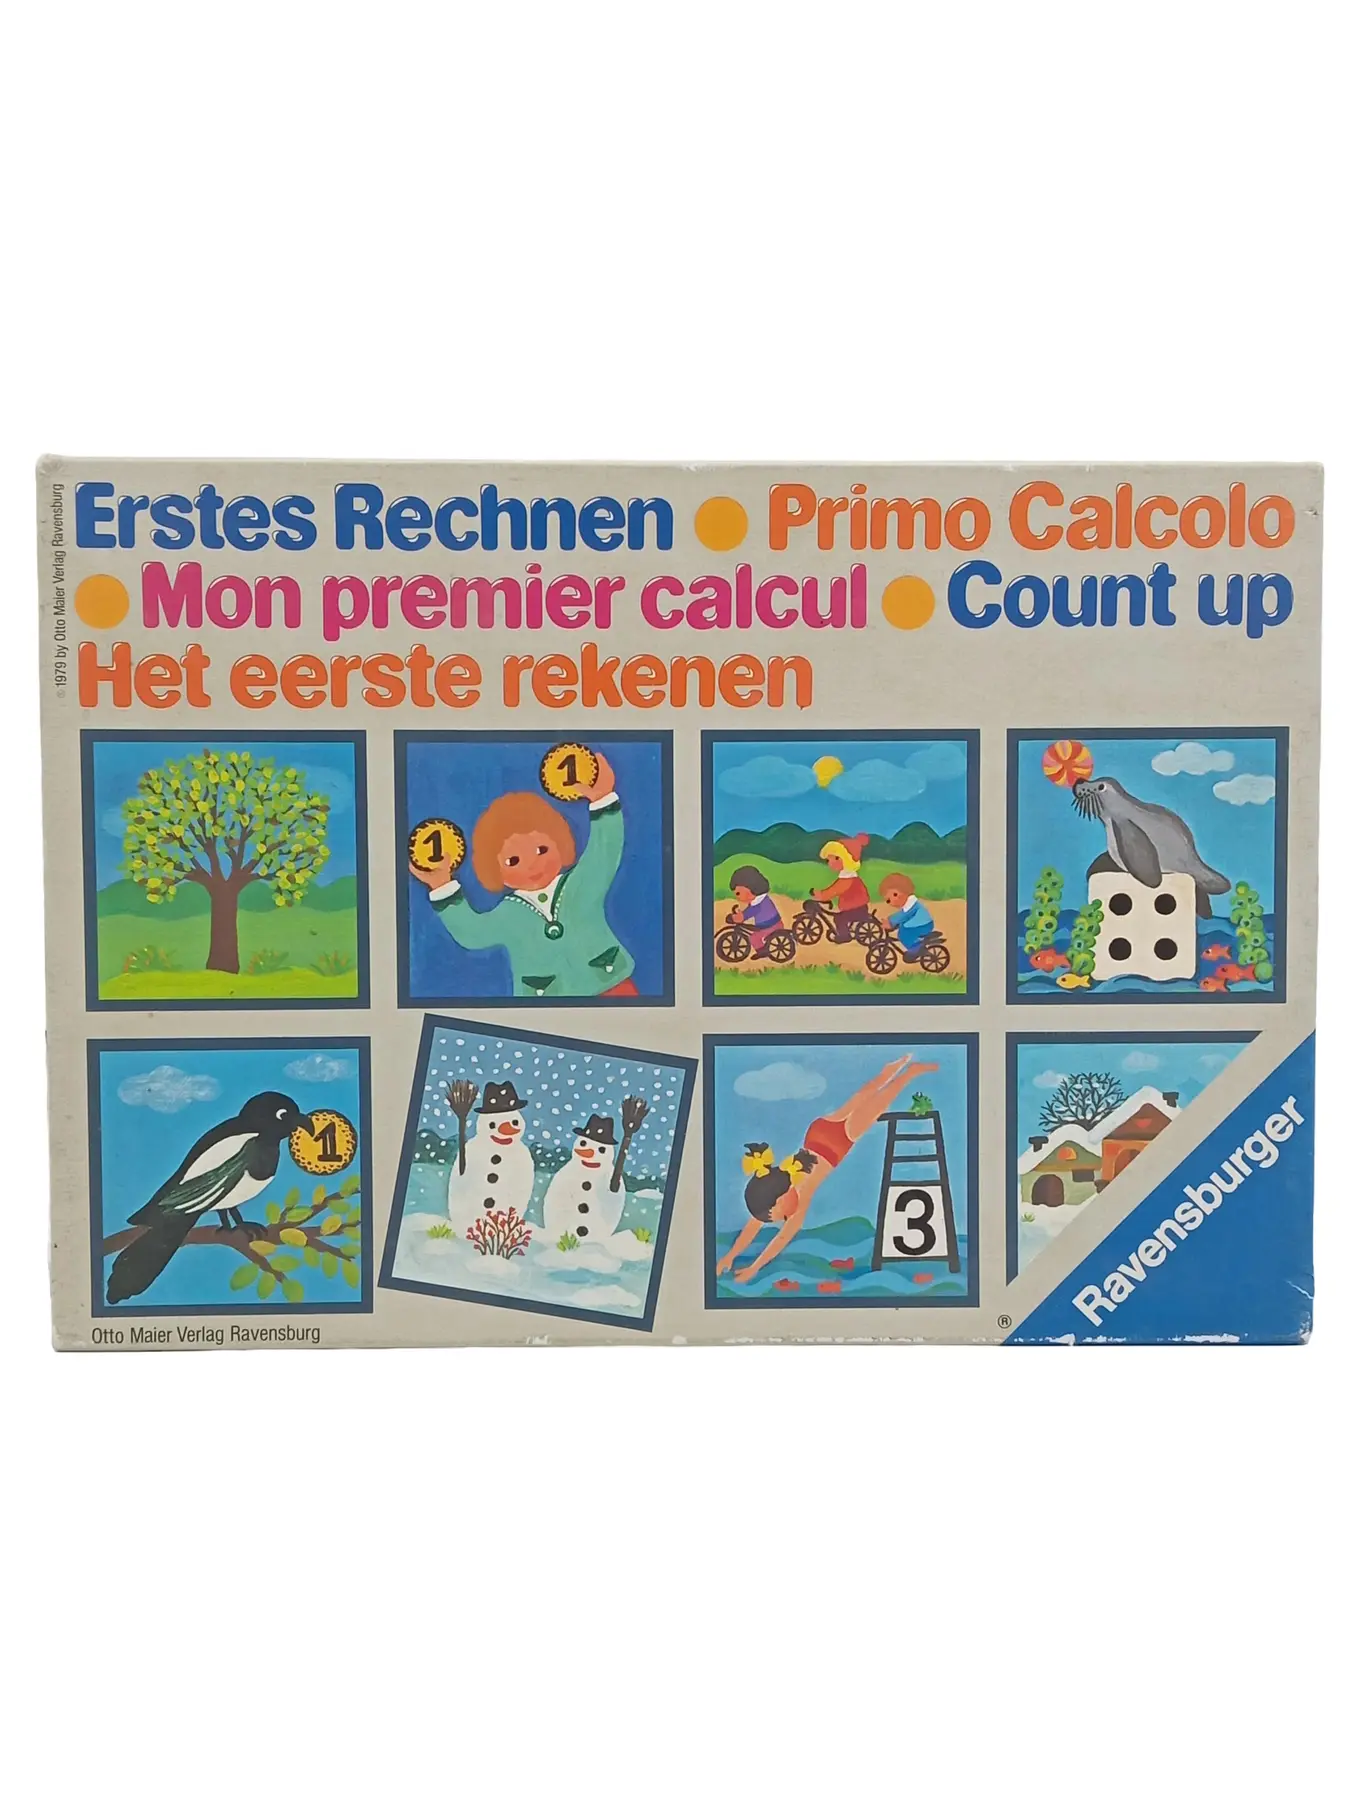 Erstes Rechnen Primo Calcolo
Mon premier calcul Count up
Het eerste rekenen
© 1979 by Otto Maier Verlag Ravensburg
1
1
1
3
Otto Maier Verlag Ravensburg
®
Ravensburger